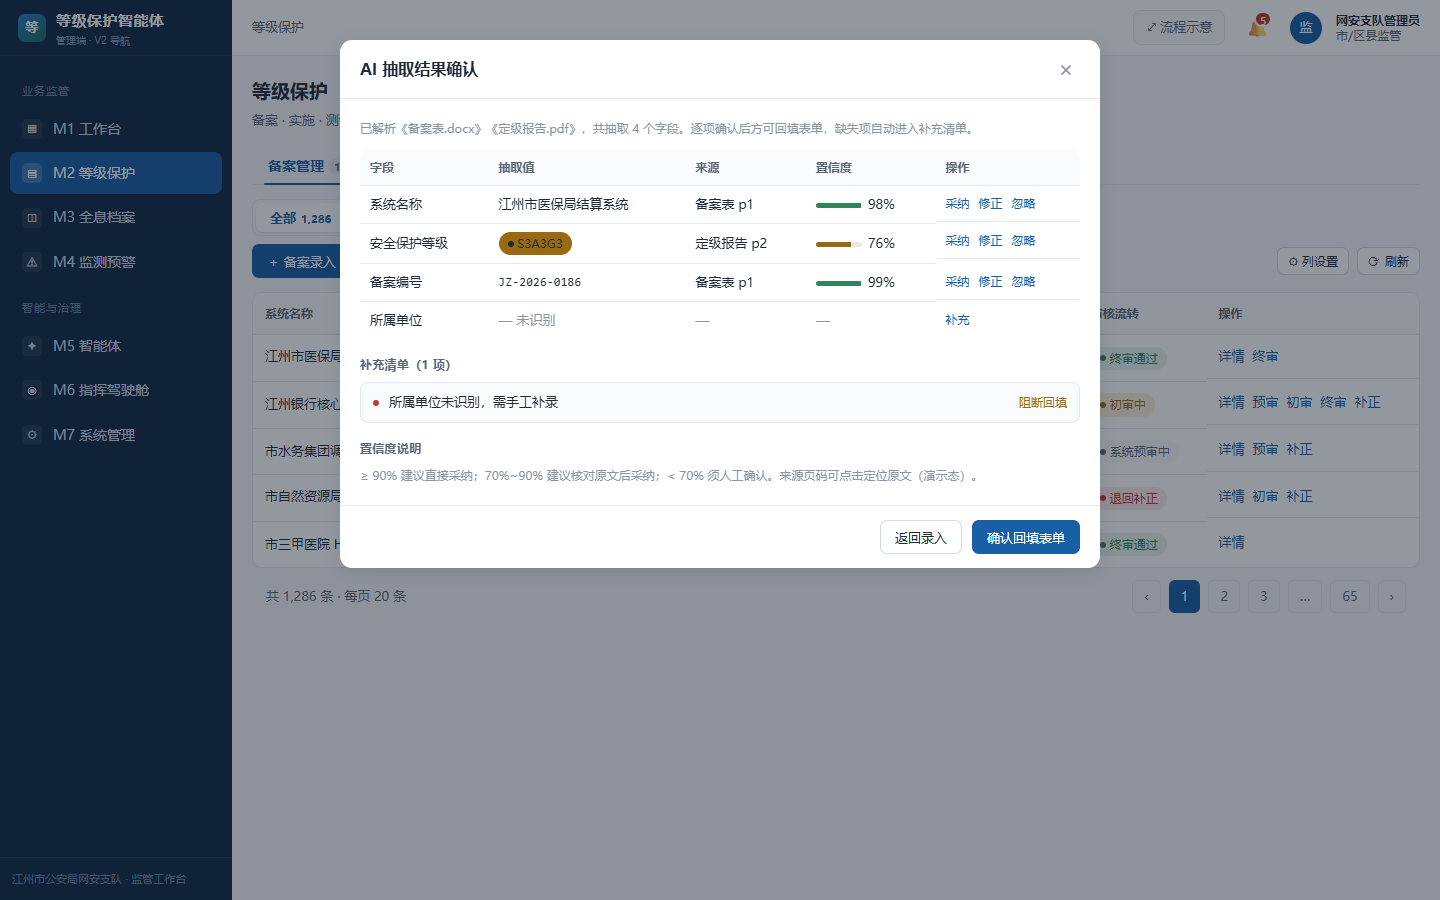 等
等级保护智能体
管理端 · V2 导航
业务监管
M1 工作台
M2 等级保护
M3 全息档案
M4 监测预警
智能与治理
M5 智能体
M6 指挥驾驶舱
M7 系统管理
江州市公安局网安支队 · 监管工作台
等级保护
流程示意
5
监
网安支队管理员
市/区县监管
等级保护
备案 · 实施 · 测
备案管理 1
全部 1,286
+ 备案录入
列设置
刷新
系统名称
审核流转
操作
江州市医保局
终审通过
详情 终审
江州银行核心
初审中
详情 预审 初审 终审 补正
市水务集团调
系统预审中
详情 预审 补正
市自然资源局
退回补正
详情 初审 补正
市三甲医院 H
终审通过
详情
共 1,286 条 · 每页 20 条
‹ 1 2 3 … 65 ›
AI 抽取结果确认
×
已解析《备案表.docx》《定级报告.pdf》，共抽取 4 个字段。逐项确认后方可回填表单，缺失项自动进入补充清单。
字段 抽取值 来源 置信度 操作
系统名称 江州市医保局结算系统 备案表 p1 98% 采纳 修正 忽略
安全保护等级 S3A3G3 定级报告 p2 76% 采纳 修正 忽略
备案编号 JZ-2026-0186 备案表 p1 99% 采纳 修正 忽略
所属单位 — 未识别 — — 补充
补充清单（1 项）
所属单位未识别，需手工补录 阻断回填
置信度说明
≥ 90% 建议直接采纳；70%~90% 建议核对原文后采纳；< 70% 须人工确认。来源页码可点击定位原文（演示态）。
返回录入
确认回填表单